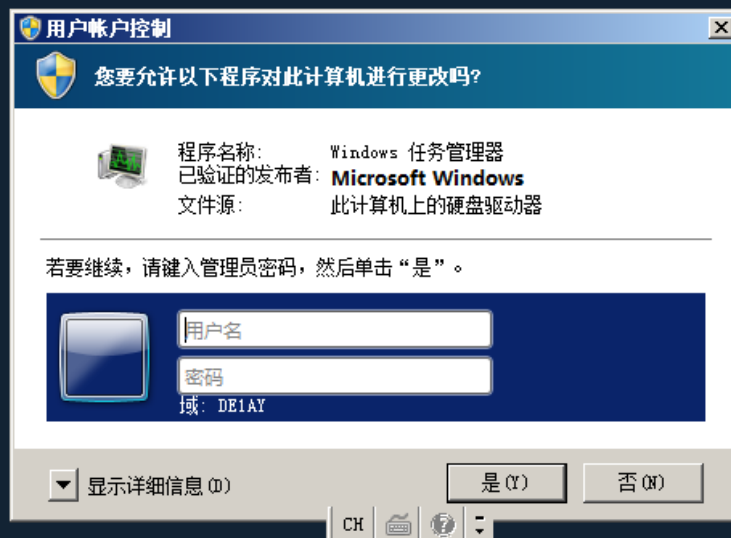 用户帐户控制
您要允许以下程序对此计算机进行更改吗?
程序名称: Windows 任务管理器
已验证的发布者: Microsoft Windows
文件源: 此计算机上的硬盘驱动器
若要继续，请键入管理员密码，然后单击“是”。
用户名
密码
域: DE1AY
显示详细信息(D) 是(Y) 否(N)
CH